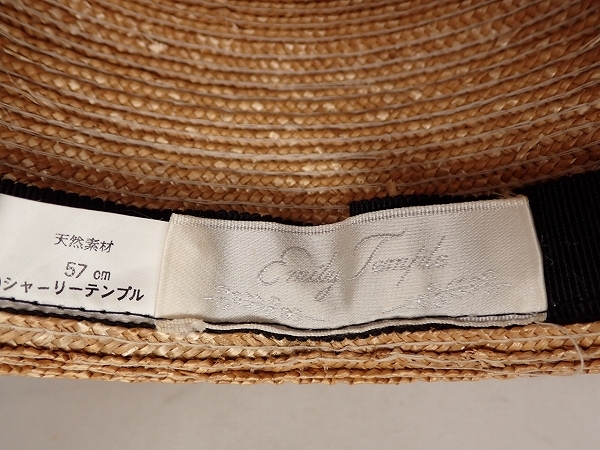 天然素材
57 cm
シャーリーテンプル
Emily Temple